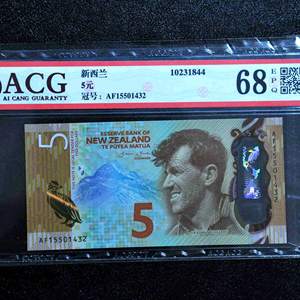 ACG
AI CANG GUARANTY
新西兰
5元
冠号：AF15501432
10231844
68
EPQ
5
RESERVE BANK OF
NEW ZEALAND
TE PŪTEA MATUA
5
AF15501432
AF15501432